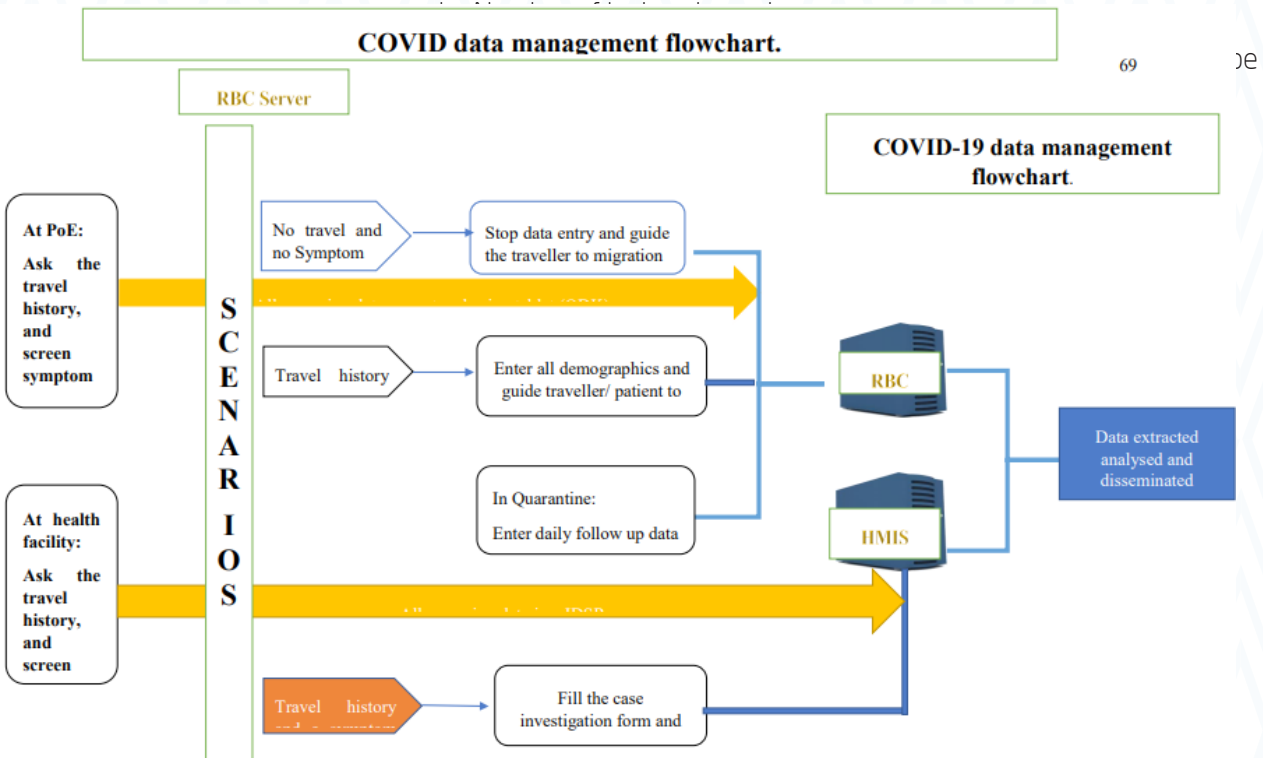 COVID data management flowchart.
69
be
RBC Server
COVID-19 data management
flowchart.
At PoE:
Ask the
travel
history,
and
screen
symptom
SCENARIOS
No travel and
no Symptom
Stop data entry and guide
the traveller to migration
Travel history
Enter all demographics and
guide traveller/ patient to
RBC
Data extracted
analysed and
disseminated
In Quarantine:
Enter daily follow up data
HMIS
At health
facility:
Ask the
travel
history,
and
screen
Travel history
Fill the case
investigation form and